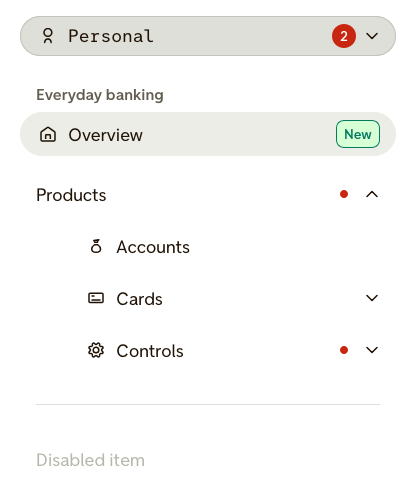 Personal 2
Everyday banking
Overview New
Products
Accounts
Cards
Controls
Disabled item